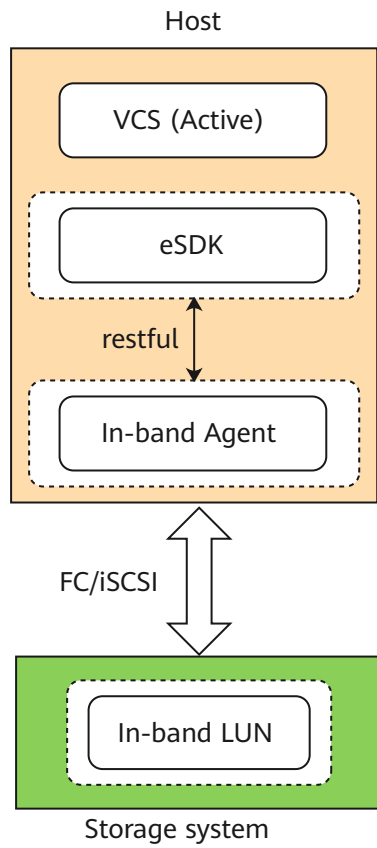 Host
VCS (Active)
eSDK
restful
In-band Agent
FC/iSCSI
In-band LUN
Storage system